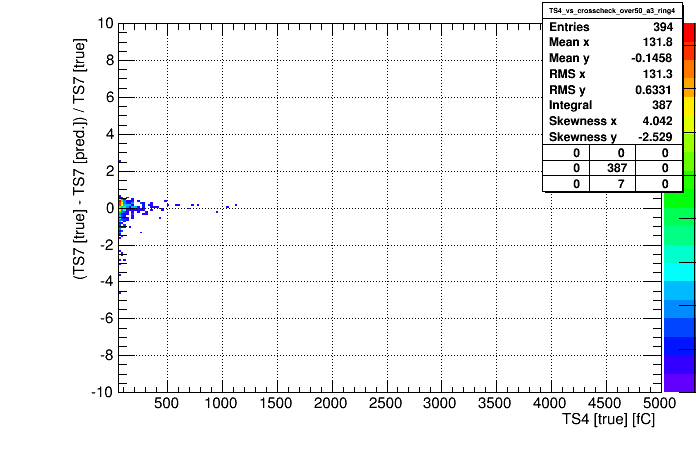 TS4_vs_crosscheck_over50_a3_ring4
Entries 394
Mean x 131.8
Mean y -0.1458
RMS x 131.3
RMS y 0.6331
Integral 387
Skewness x 4.042
Skewness y -2.529
0 0 0
0 387 0
0 7 0
(TS7 [true] - TS7 [pred.]) / TS7 [true]
10
8
6
4
2
0
-2
-4
-6
-8
-10
500 1000 1500 2000 2500 3000 3500 4000 4500 5000
TS4 [true] [fC]